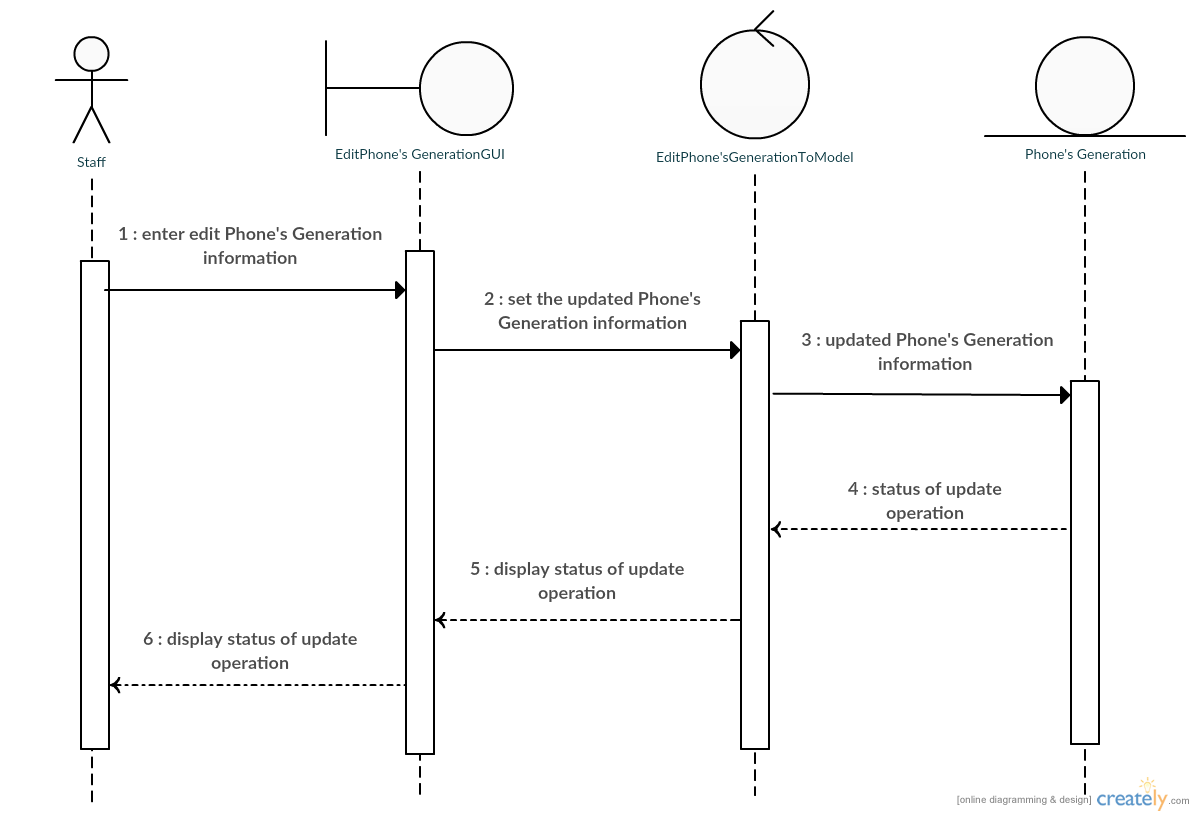 Staff
EditPhone's GenerationGUI
EditPhone'sGenerationToModel
Phone's Generation
1 : enter edit Phone's Generation
information
2 : set the updated Phone's
Generation information
3 : updated Phone's Generation
information
4 : status of update
operation
5 : display status of update
operation
6 : display status of update
operation
[online diagramming & design] creately.com